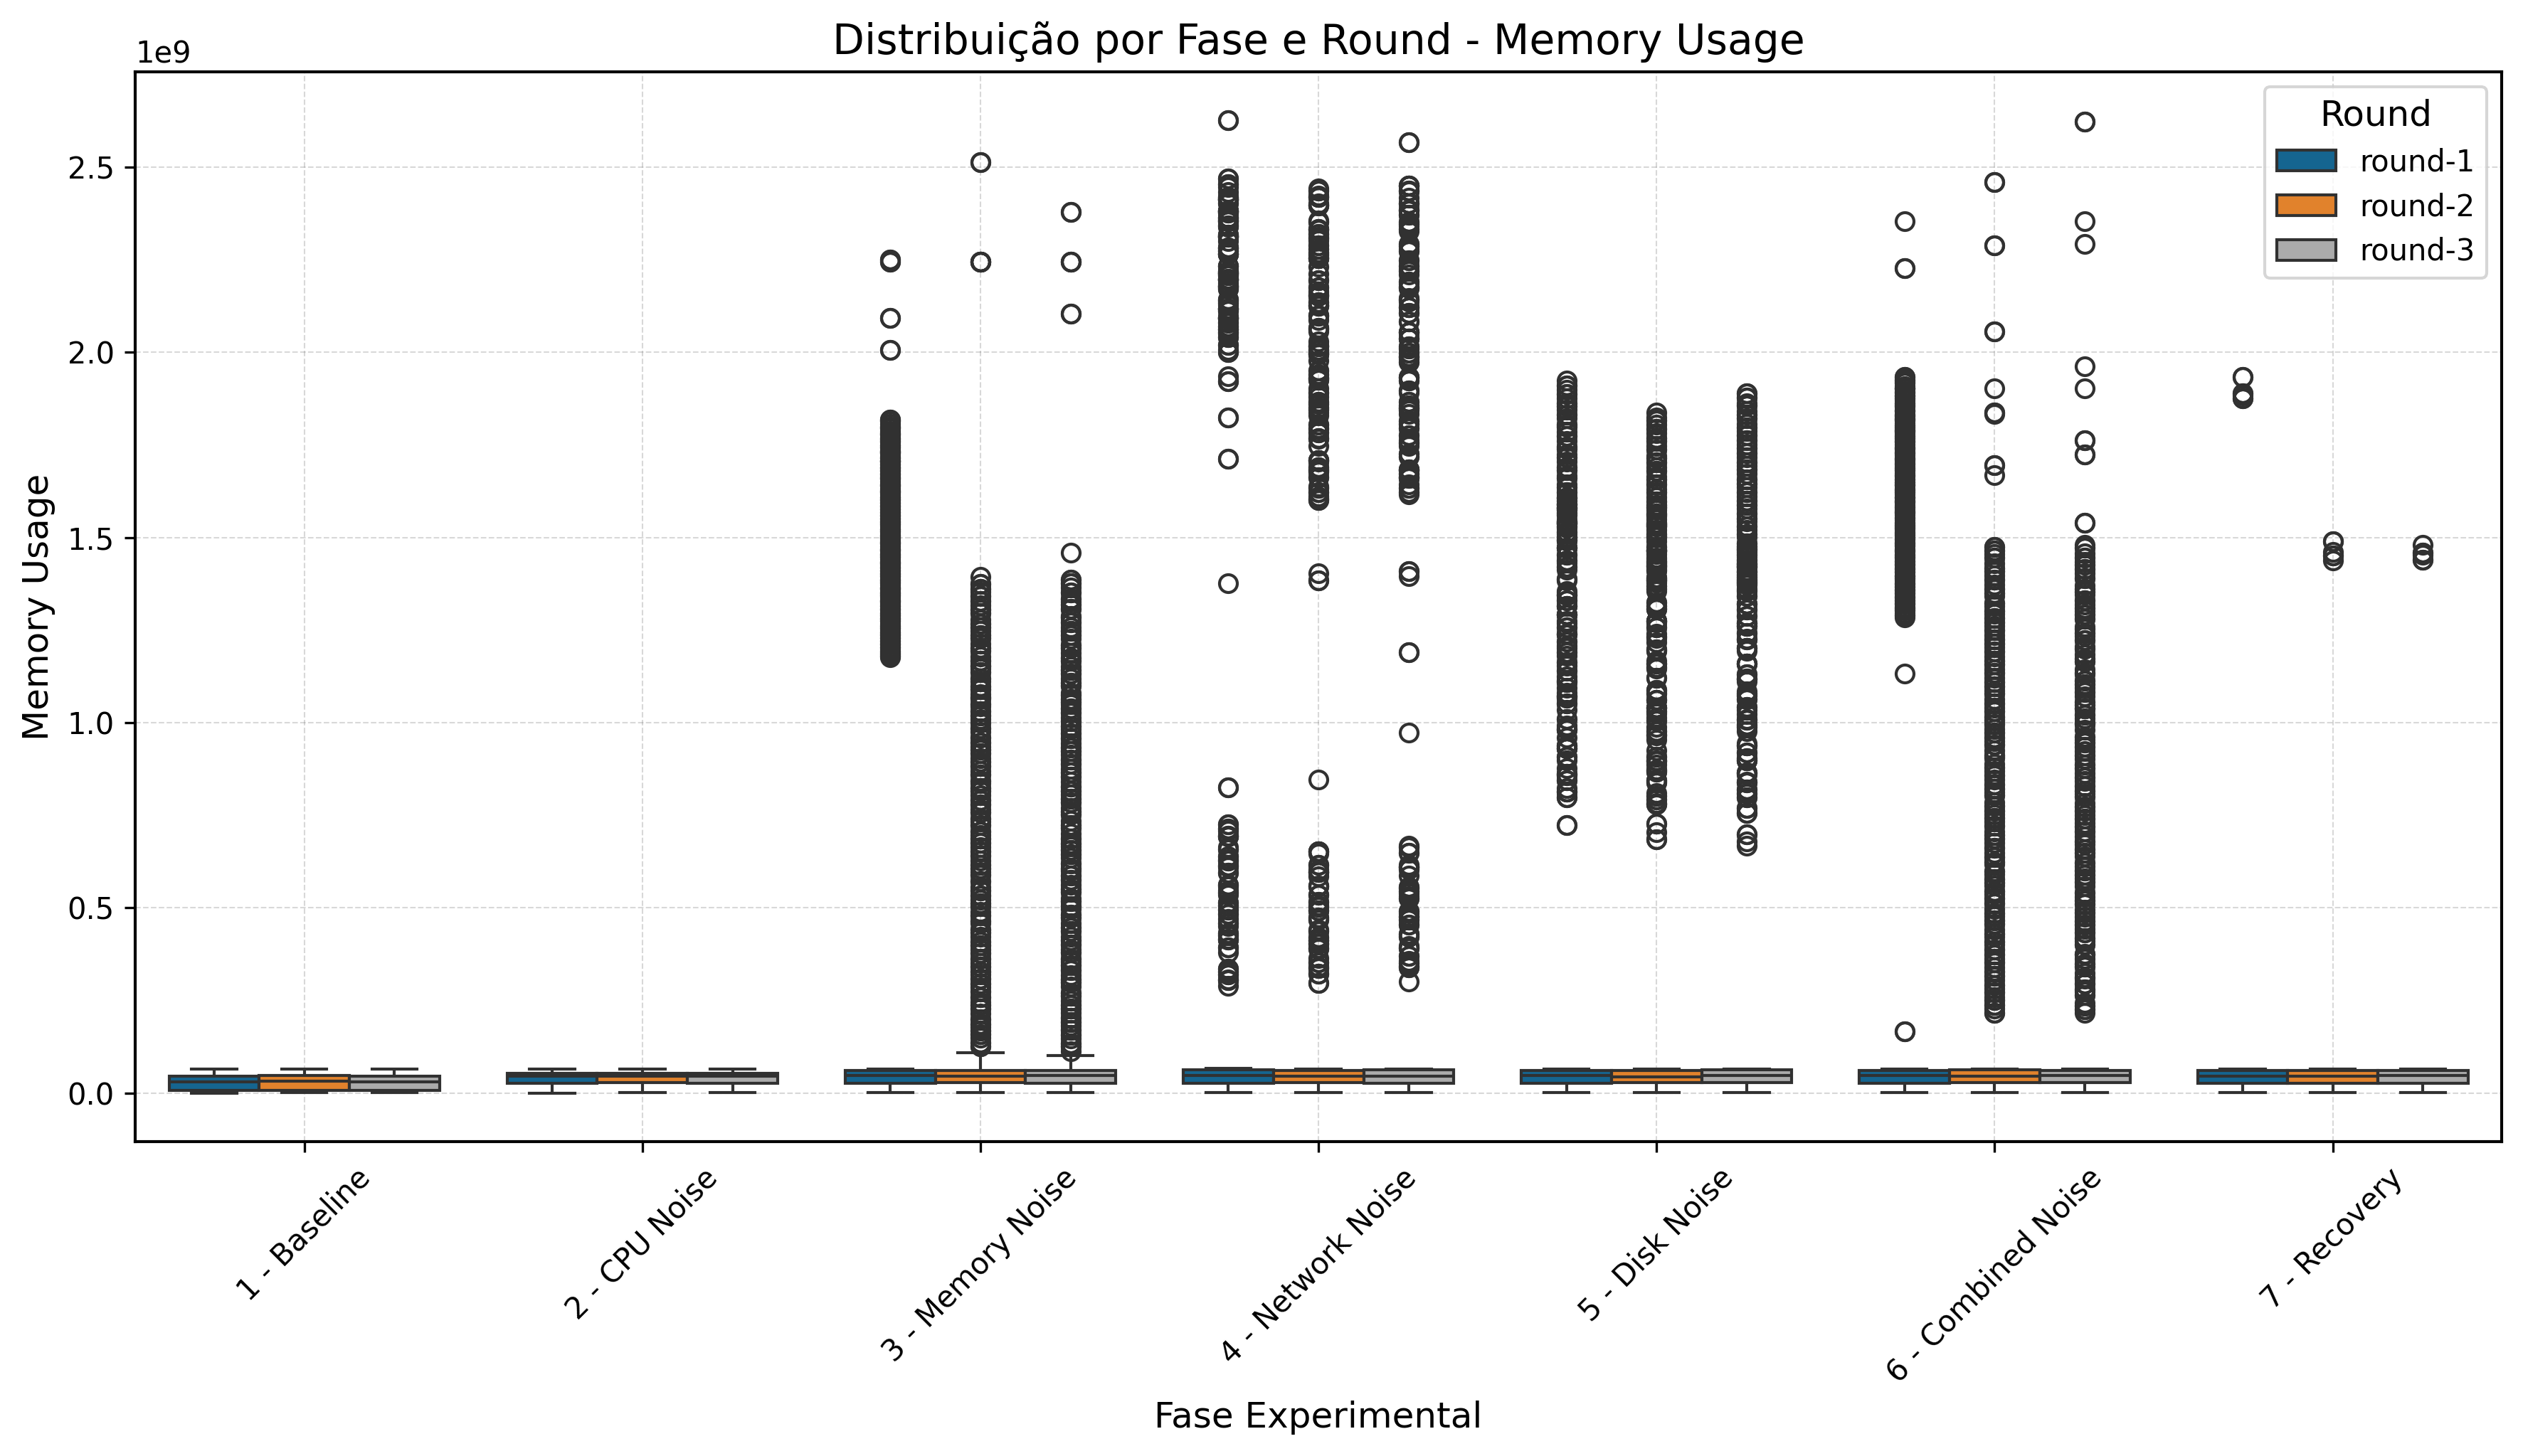 Distribuição por Fase e Round - Memory Usage
1e9
Memory Usage
2.5
2.0
1.5
1.0
0.5
0.0
Round
round-1
round-2
round-3
1 - Baseline
2 - CPU Noise
3 - Memory Noise
4 - Network Noise
5 - Disk Noise
6 - Combined Noise
7 - Recovery
Fase Experimental